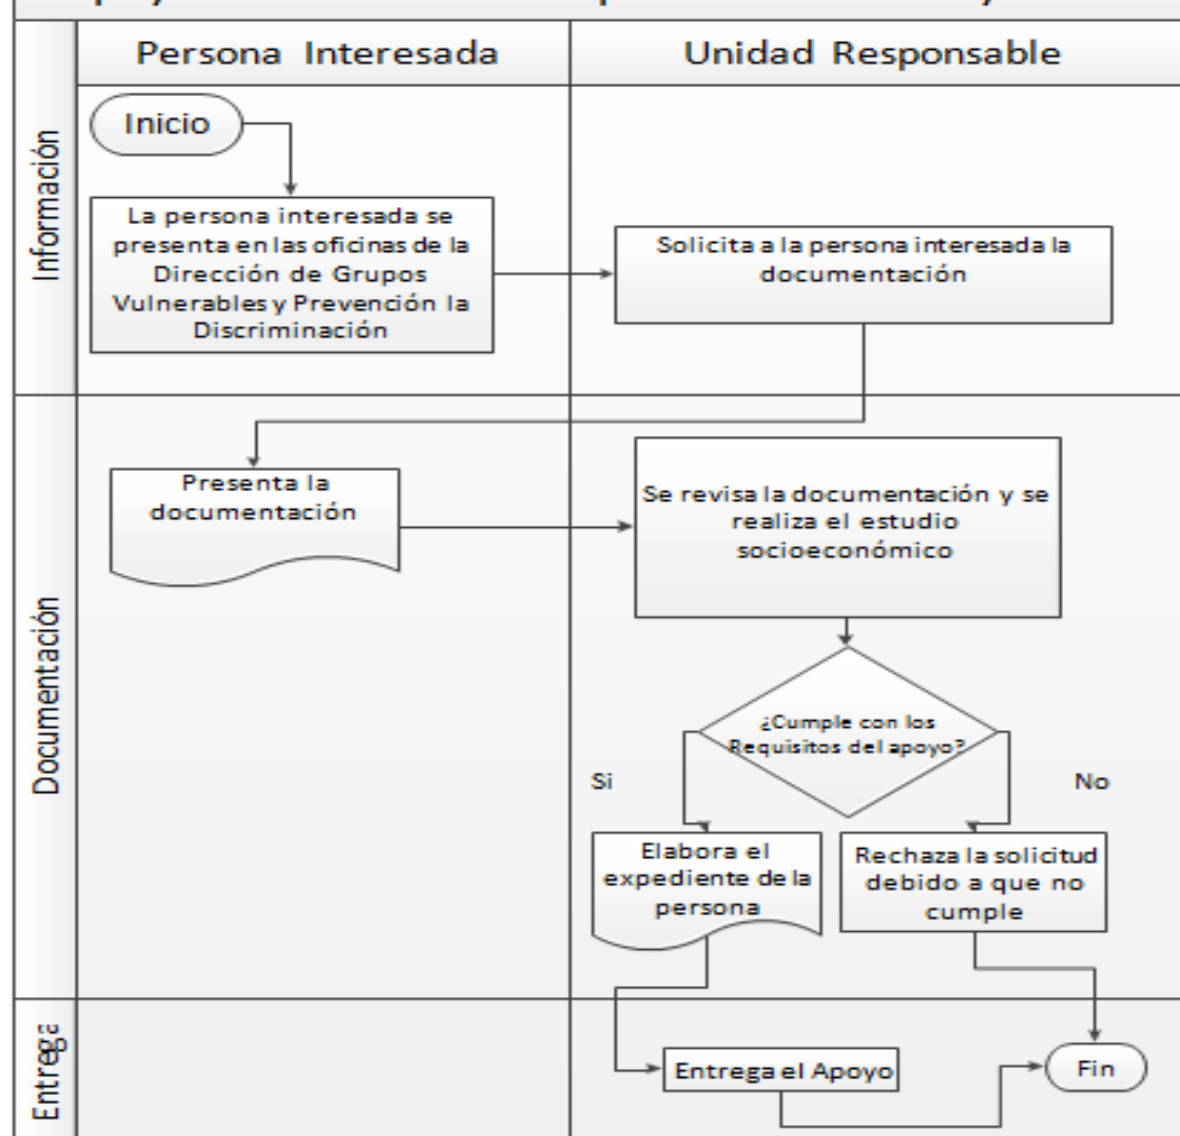 Persona Interesada
Unidad Responsable
Información
Inicio
La persona interesada se
presenta en las oficinas de la
Dirección de Grupos
Vulnerables y Prevención la
Discriminación
Solicita a la persona interesada la
documentación
Documentación
Presenta la
documentación
Se revisa la documentación y se
realiza el estudio
socioeconómico
¿Cumple con los
Requisitos del apoyo?
Si
No
Elabora el
expediente de la
persona
Rechaza la solicitud
debido a que no
cumple
Entrega
Entrega el Apoyo
Fin